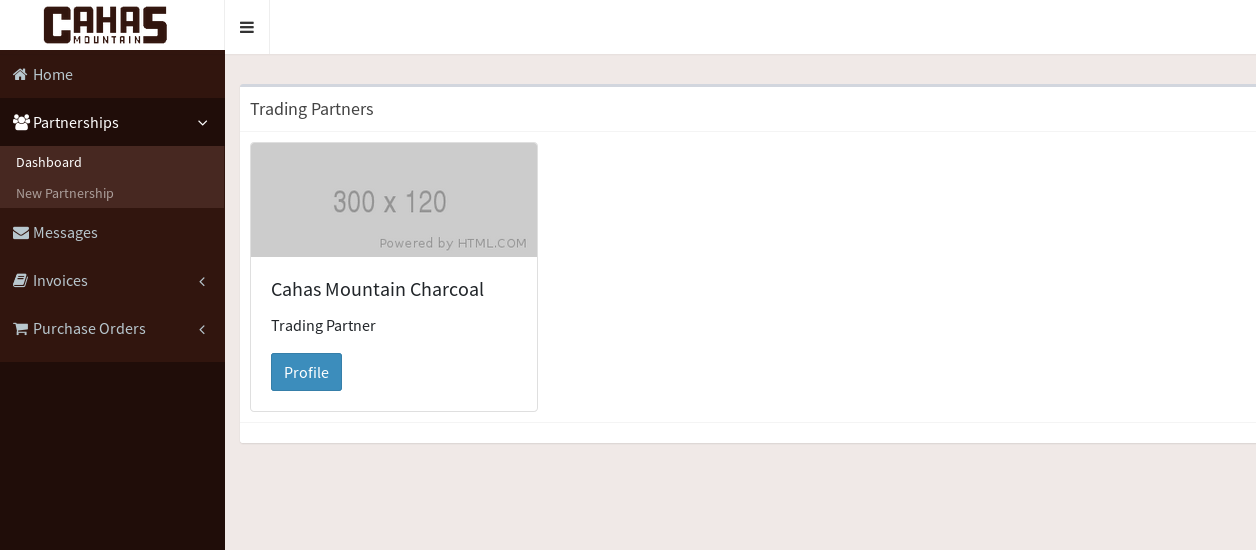 CAHAS
MOUNTAIN
Home
Partnerships
Dashboard
New Partnership
Messages
Invoices
Purchase Orders
Trading Partners
300 x 120
Powered by HTML.COM
Cahas Mountain Charcoal
Trading Partner
Profile